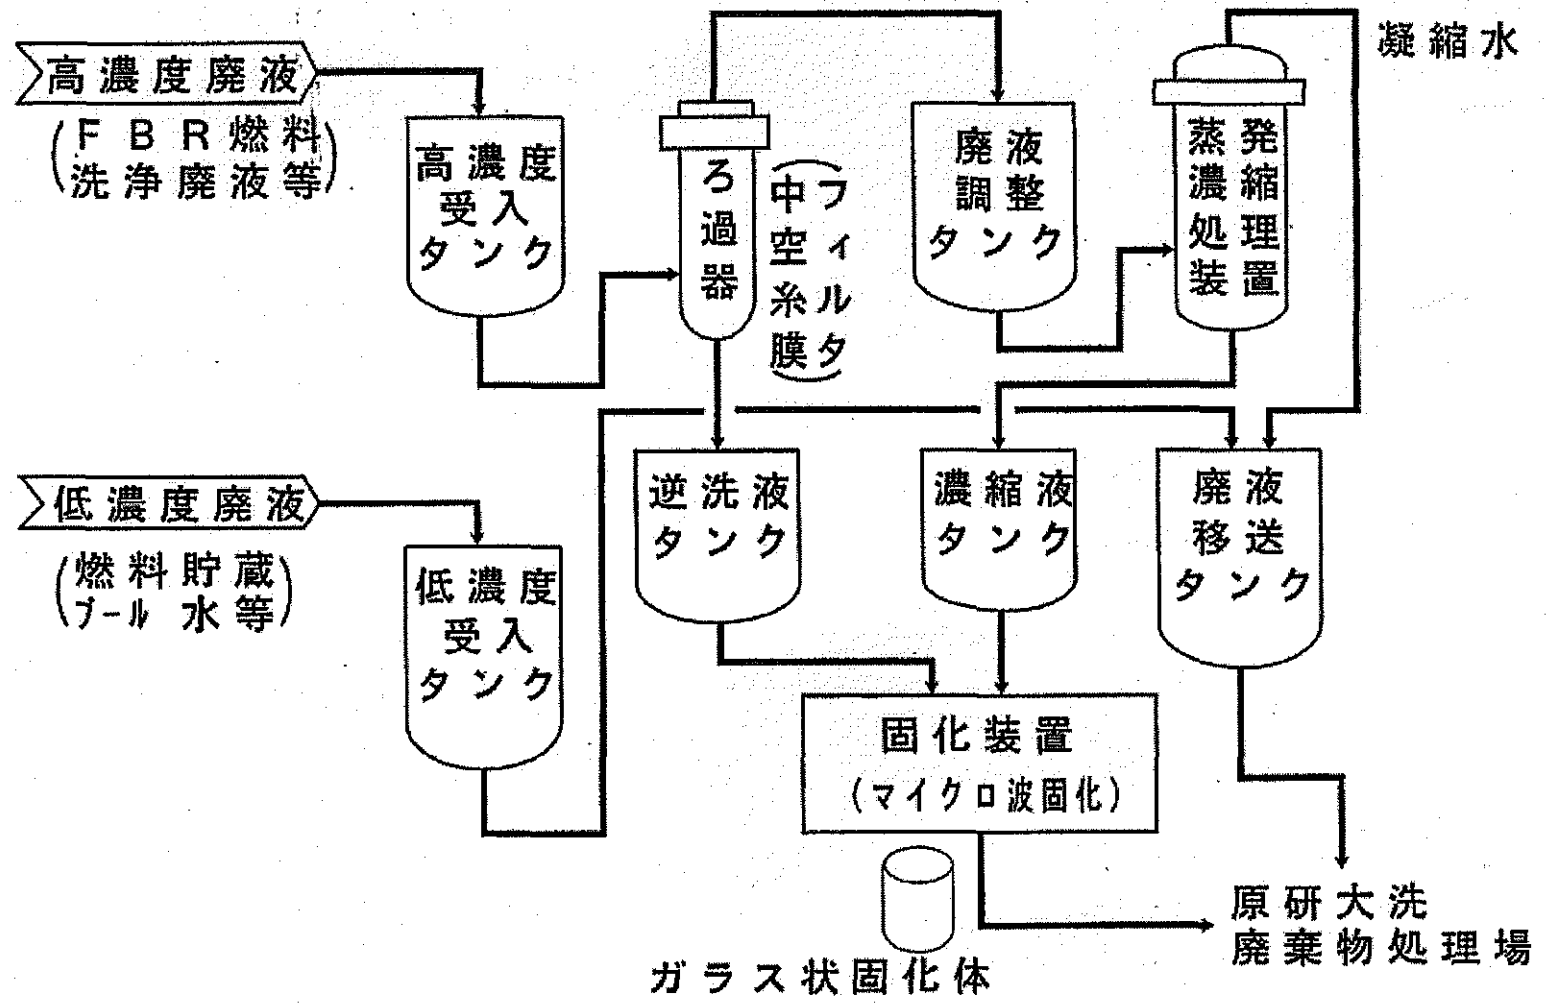 高濃度廃液
(FBR燃料
洗浄廃液等)
高濃度
受入
タンク
ろ過器
(中空糸膜
フィルタ)
廃液
調整
タンク
蒸発
濃縮
処理
装置
凝縮水
低濃度廃液
(燃料貯蔵
プール水等)
低濃度
受入
タンク
逆洗液
タンク
濃縮液
タンク
廃液
移送
タンク
固化装置
(マイクロ波固化)
ガラス状固化体
原研大洗
廃棄物処理場